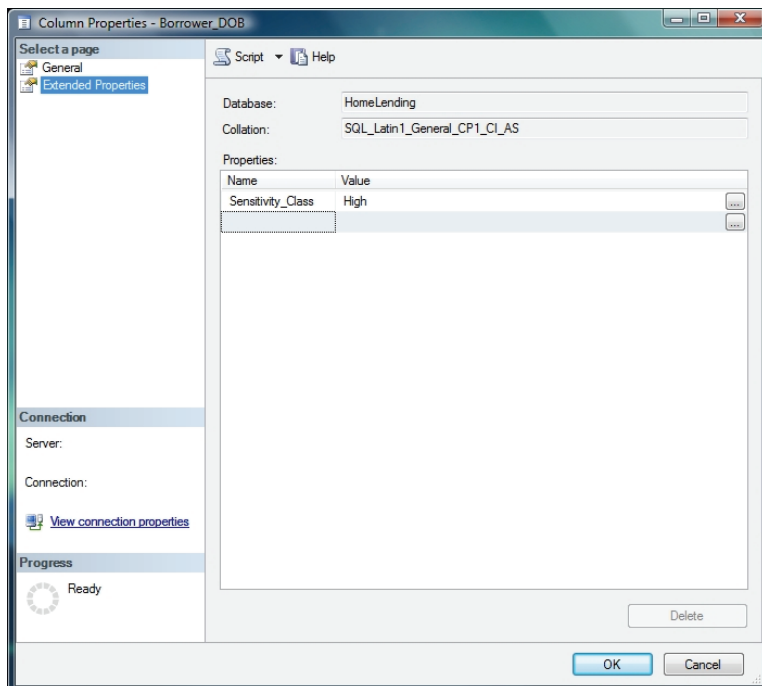 Column Properties - Borrower_DOB
Select a page
General
Extended Properties
Script
Help
Database:
HomeLending
Collation:
SQL_Latin1_General_CP1_CI_AS
Properties:
Name
Value
Sensitivity_Class
High
...
...
Connection
Server:
Connection:
View connection properties
Progress
Ready
Delete
OK
Cancel